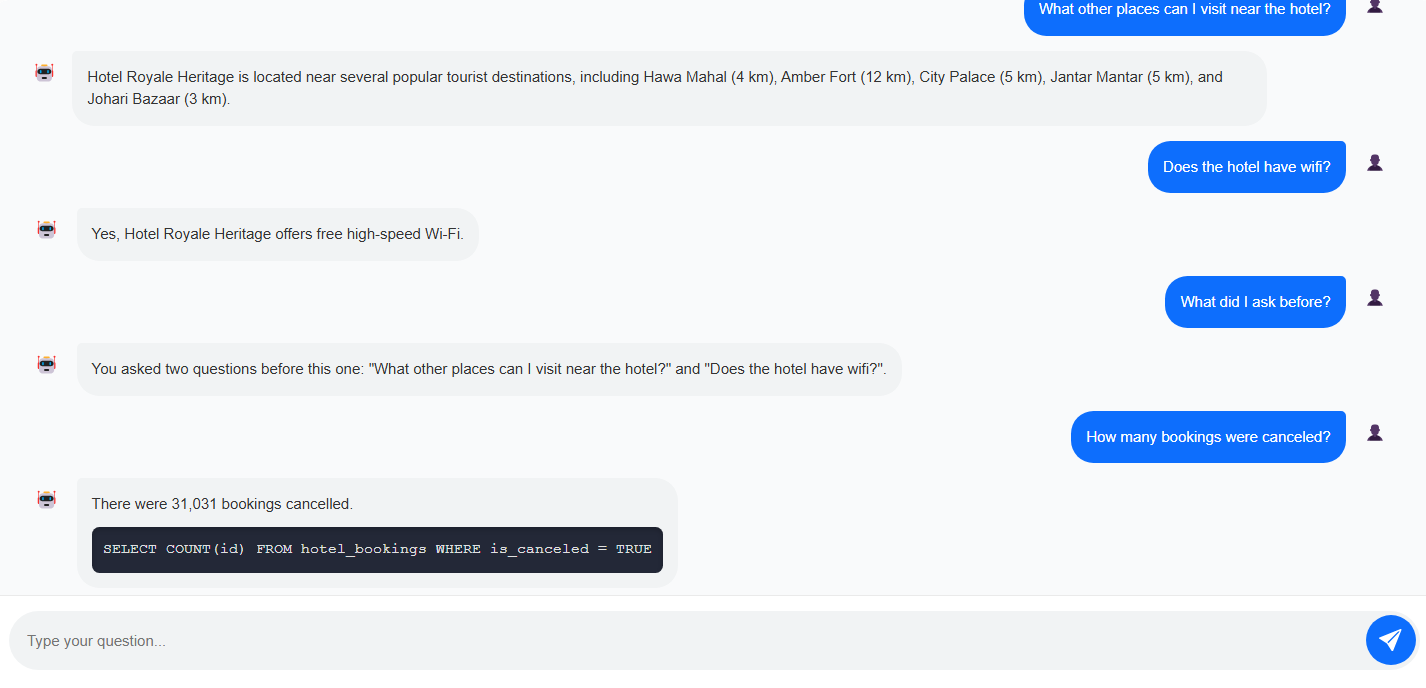 What other places can I visit near the hotel?
Hotel Royale Heritage is located near several popular tourist destinations, including Hawa Mahal (4 km), Amber Fort (12 km), City Palace (5 km), Jantar Mantar (5 km), and
Johari Bazaar (3 km).
Does the hotel have wifi?
Yes, Hotel Royale Heritage offers free high-speed Wi-Fi.
What did I ask before?
You asked two questions before this one: "What other places can I visit near the hotel?" and "Does the hotel have wifi?".
How many bookings were canceled?
There were 31,031 bookings cancelled.
SELECT COUNT(id) FROM hotel_bookings WHERE is_canceled = TRUE
Type your question...